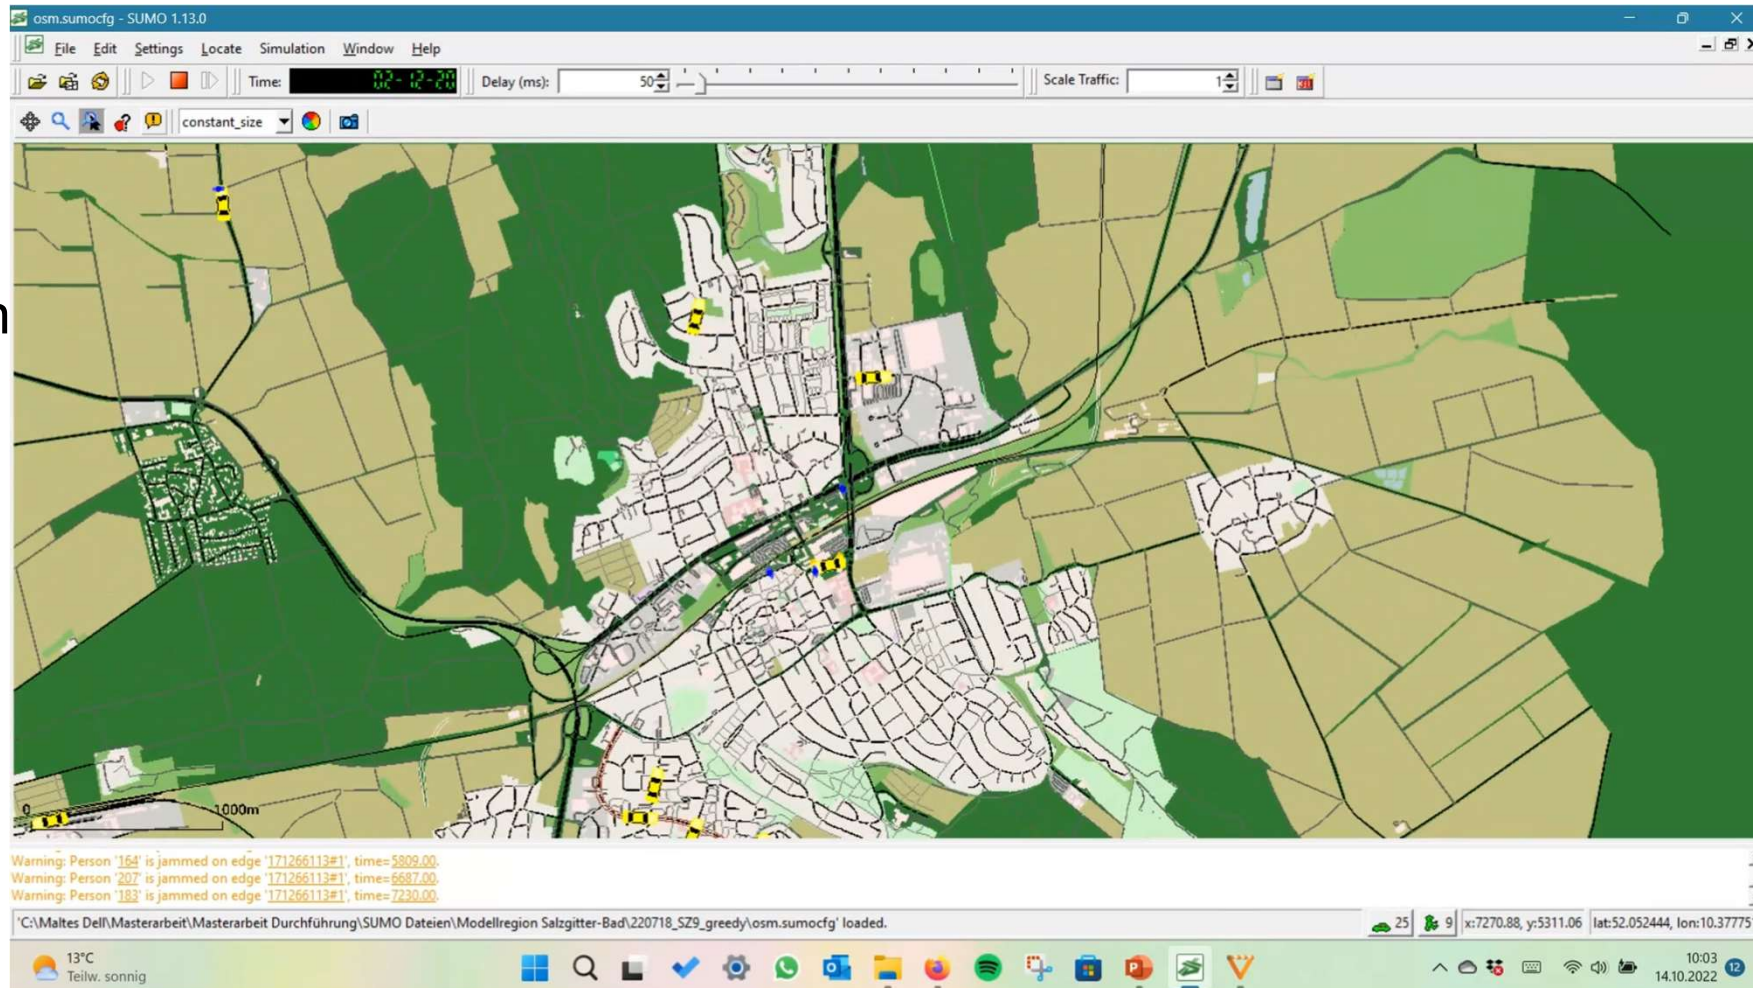 osm.sumocfg - SUMO 1.13.0
File Edit Settings Locate Simulation Window Help
Time: 02-12-20 Delay (ms): 50 Scale Traffic: 1
constant_size
n
0 1000m
Warning: Person '164' is jammed on edge '171266113#1', time=5809.00.
Warning: Person '207' is jammed on edge '171266113#1', time=6687.00.
Warning: Person '183' is jammed on edge '171266113#1', time=7230.00.
'C:\Maltes Dell\Masterarbeit\Masterarbeit Durchführung\SUMO Dateien\Modellregion Salzgitter-Bad\220718_SZ9_greedy\osm.sumocfg' loaded. 25 9 x:7270.88, y:5311.06 lat:52.052444, lon:10.37775
13°C
Teilw. sonnig
10:03
14.10.2022 12